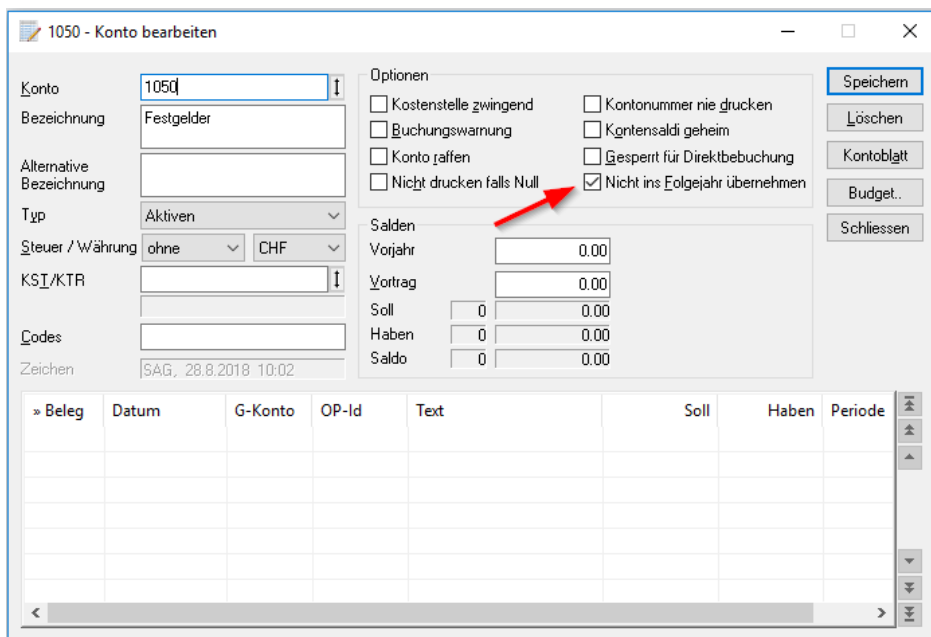 1050 - Konto bearbeiten
Konto 1050
Bezeichnung Festgelder
Alternative
Bezeichnung
Typ Aktiven
Steuer / Währung ohne CHF
KST/KTR
Codes
Zeichen SAG, 28.8.2018 10:02
Optionen
Kostenstelle zwingend Kontonummer nie drucken
Buchungswarnung Kontensaldi geheim
Konto raffen Gesperrt für Direktbebuchung
Nicht drucken falls Null Nicht ins Folgejahr übernehmen
Salden
Vorjahr 0.00
Vortrag 0.00
Soll 0 0.00
Haben 0 0.00
Saldo 0 0.00
Speichern
Löschen
Kontoblatt
Budget..
Schliessen
» Beleg Datum G-Konto OP-Id Text Soll Haben Periode